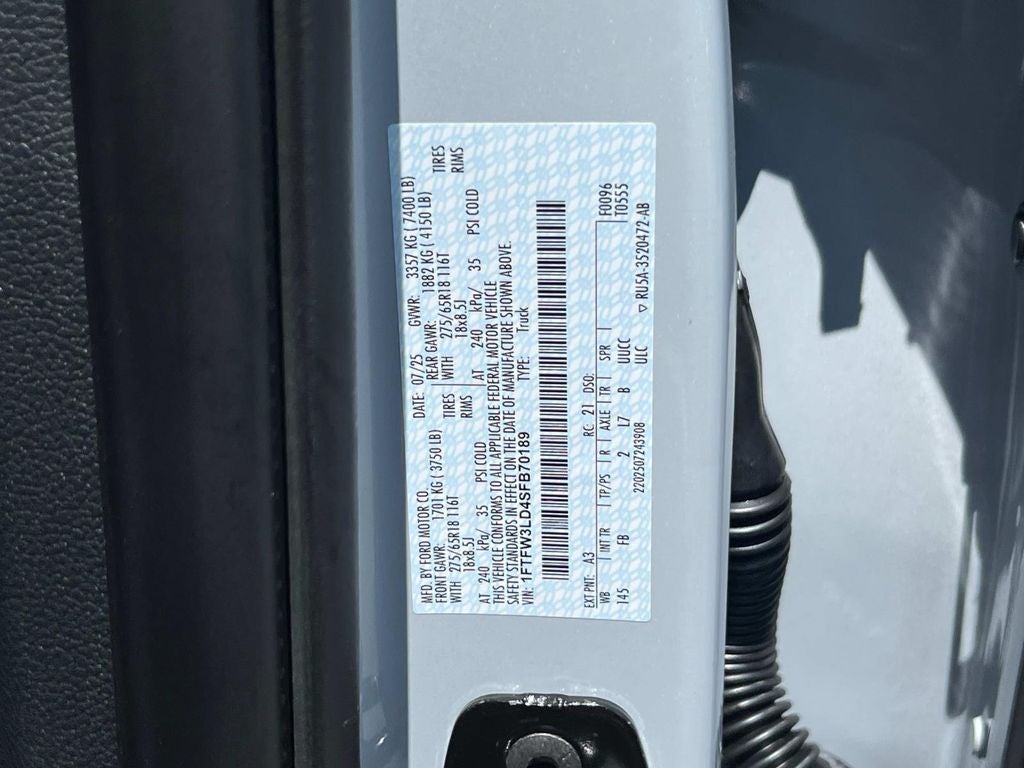 MFD. BY FORD MOTOR CO.
DATE: 07/25 GVWR: 3357 KG (7400 LB)
FRONT GAWR: 1701 KG (3750 LB) REAR GAWR: 1882 KG (4150 LB)
WITH 275/65R18 116T TIRES WITH 275/65R18 116T TIRES
18x8.5J RIMS 18x8.5J RIMS
AT 240 kPa/ 35 PSI COLD AT 240 kPa/ 35 PSI COLD
THIS VEHICLE CONFORMS TO ALL APPLICABLE FEDERAL MOTOR VEHICLE
SAFETY STANDARDS IN EFFECT ON THE DATE OF MANUFACTURE SHOWN ABOVE.
VIN: 1FTFW3LD4SFB70189 TYPE: Truck
EXT PNT: A3 RC: 21 DSO: F0096
WB INT TR TP/PS R AXLE TR SPR T0555
145 FB 2 L7 B UUCC
2202507243908 ULC ▽ RU5A-3520472-AB